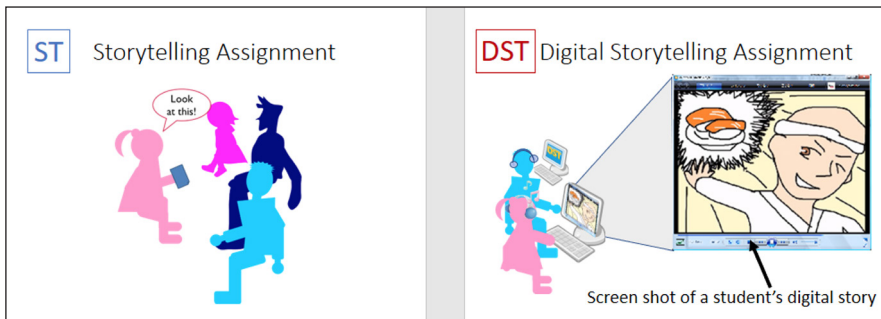 ST Storytelling Assignment
Look
at this!
DST Digital Storytelling Assignment
DST
Screen shot of a student's digital story